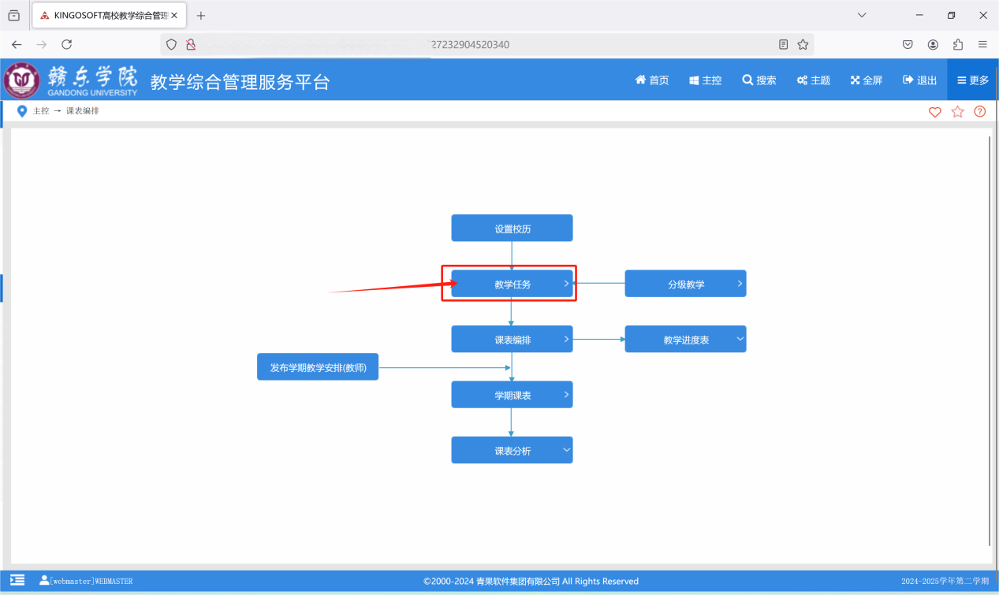 KINGOSOFT高校教学综合管理
27232904520340
赣东学院
GANDONG UNIVERSITY
教学综合管理服务平台
首页
主控
搜索
主题
全屏
退出
更多
主控 → 课表编排
设置校历
教学任务
分级教学
课表编排
教学进度表
发布学期教学安排(教师)
学期课表
课表分析
[webmaster]WEBMASTER
©2000-2024 青果软件集团有限公司 All Rights Reserved
2024-2025学年第二学期